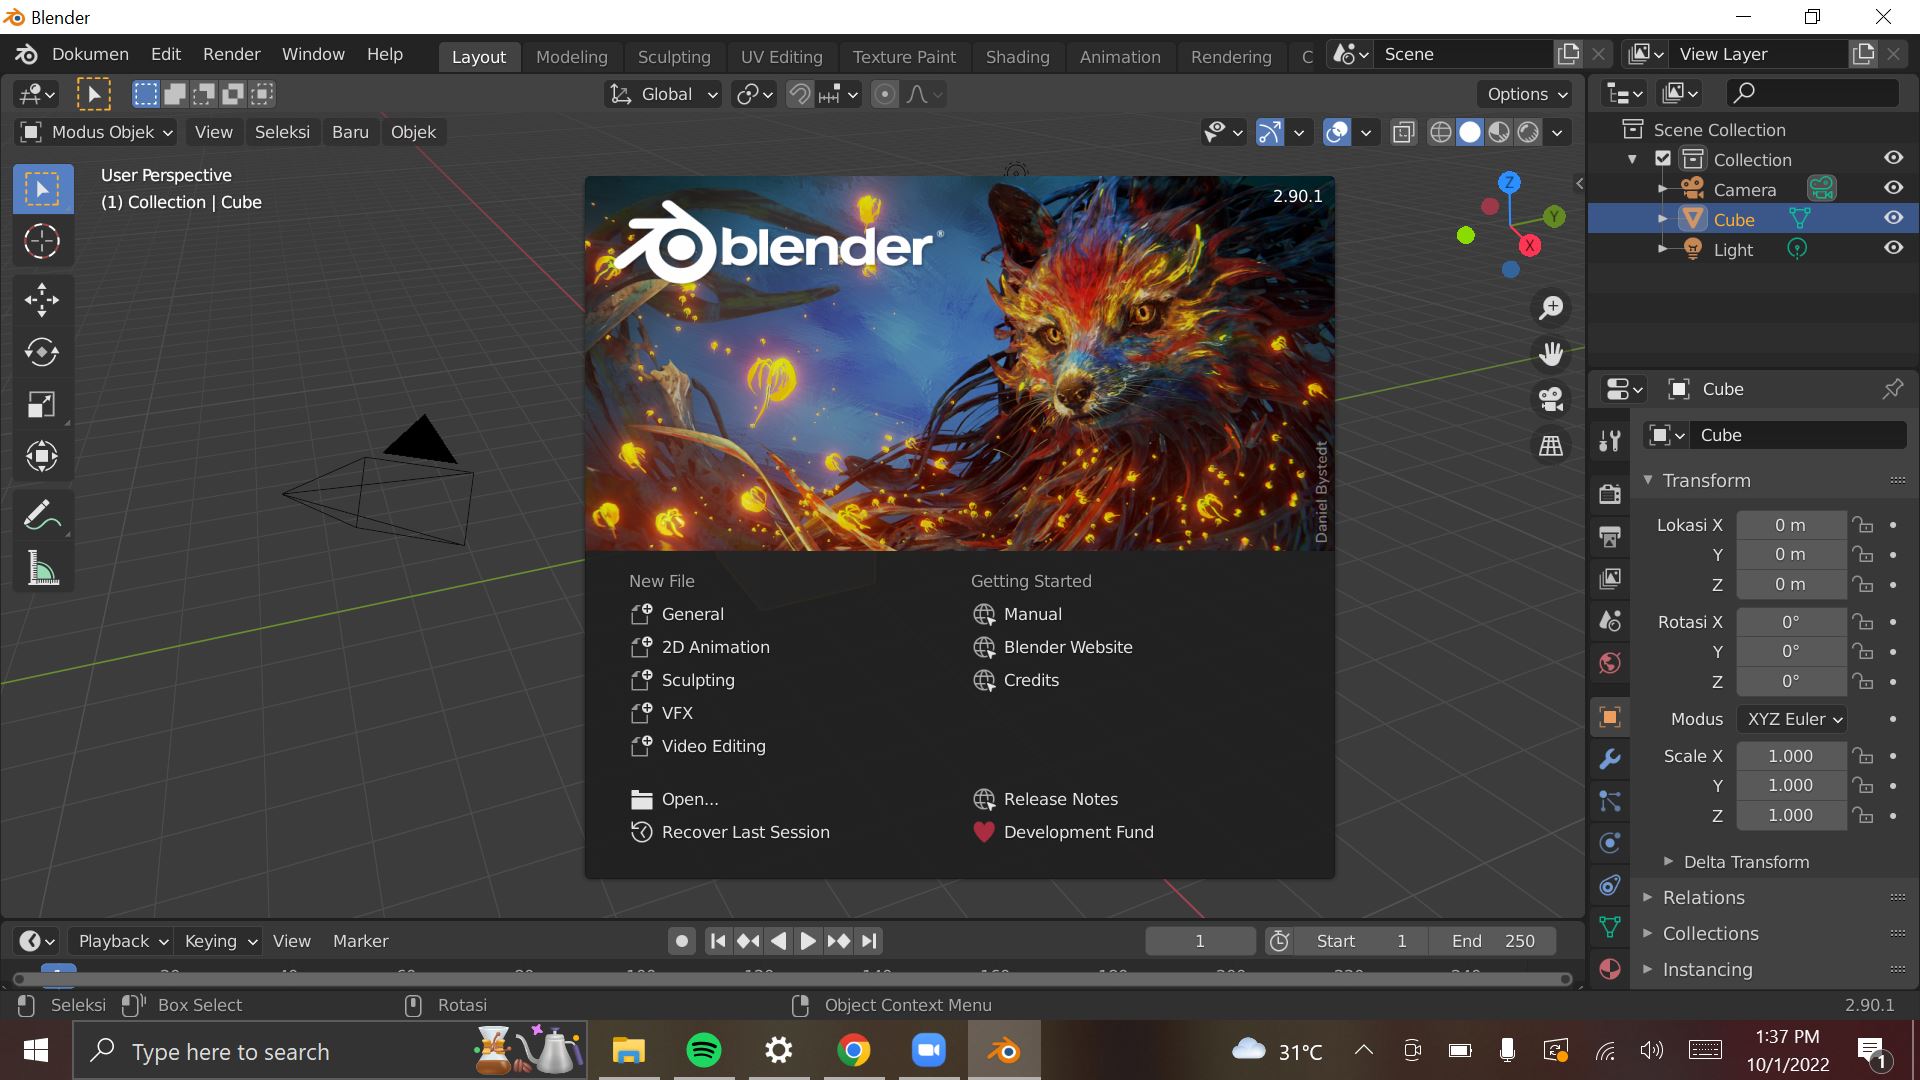 Blender
Dokumen Edit Render Window Help Layout Modeling Sculpting UV Editing Texture Paint Shading Animation Rendering C Scene View Layer
Global Options
Modus Objek View Seleksi Baru Objek
User Perspective
(1) Collection | Cube
Z
Y
X
Scene Collection
Collection
Camera
Cube
Light
2.90.1
blender®
Daniel Bystedt
New File
General
2D Animation
Sculpting
VFX
Video Editing
Open...
Recover Last Session
Getting Started
Manual
Blender Website
Credits
Release Notes
Development Fund
Cube
Cube
Transform
Lokasi X 0 m
Y 0 m
Z 0 m
Rotasi X 0°
Y 0°
Z 0°
Modus XYZ Euler
Scale X 1.000
Y 1.000
Z 1.000
Delta Transform
Relations
Collections
Instancing
Playback Keying View Marker 1 Start 1 End 250
Seleksi Box Select Rotasi Object Context Menu 2.90.1
Type here to search 31°C
1:37 PM
10/1/2022
1